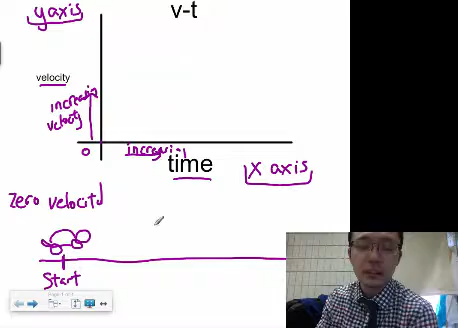 y axis
v-t
velocity
increasing
velocity
0
increasing
time
x axis
zero velocity
Start